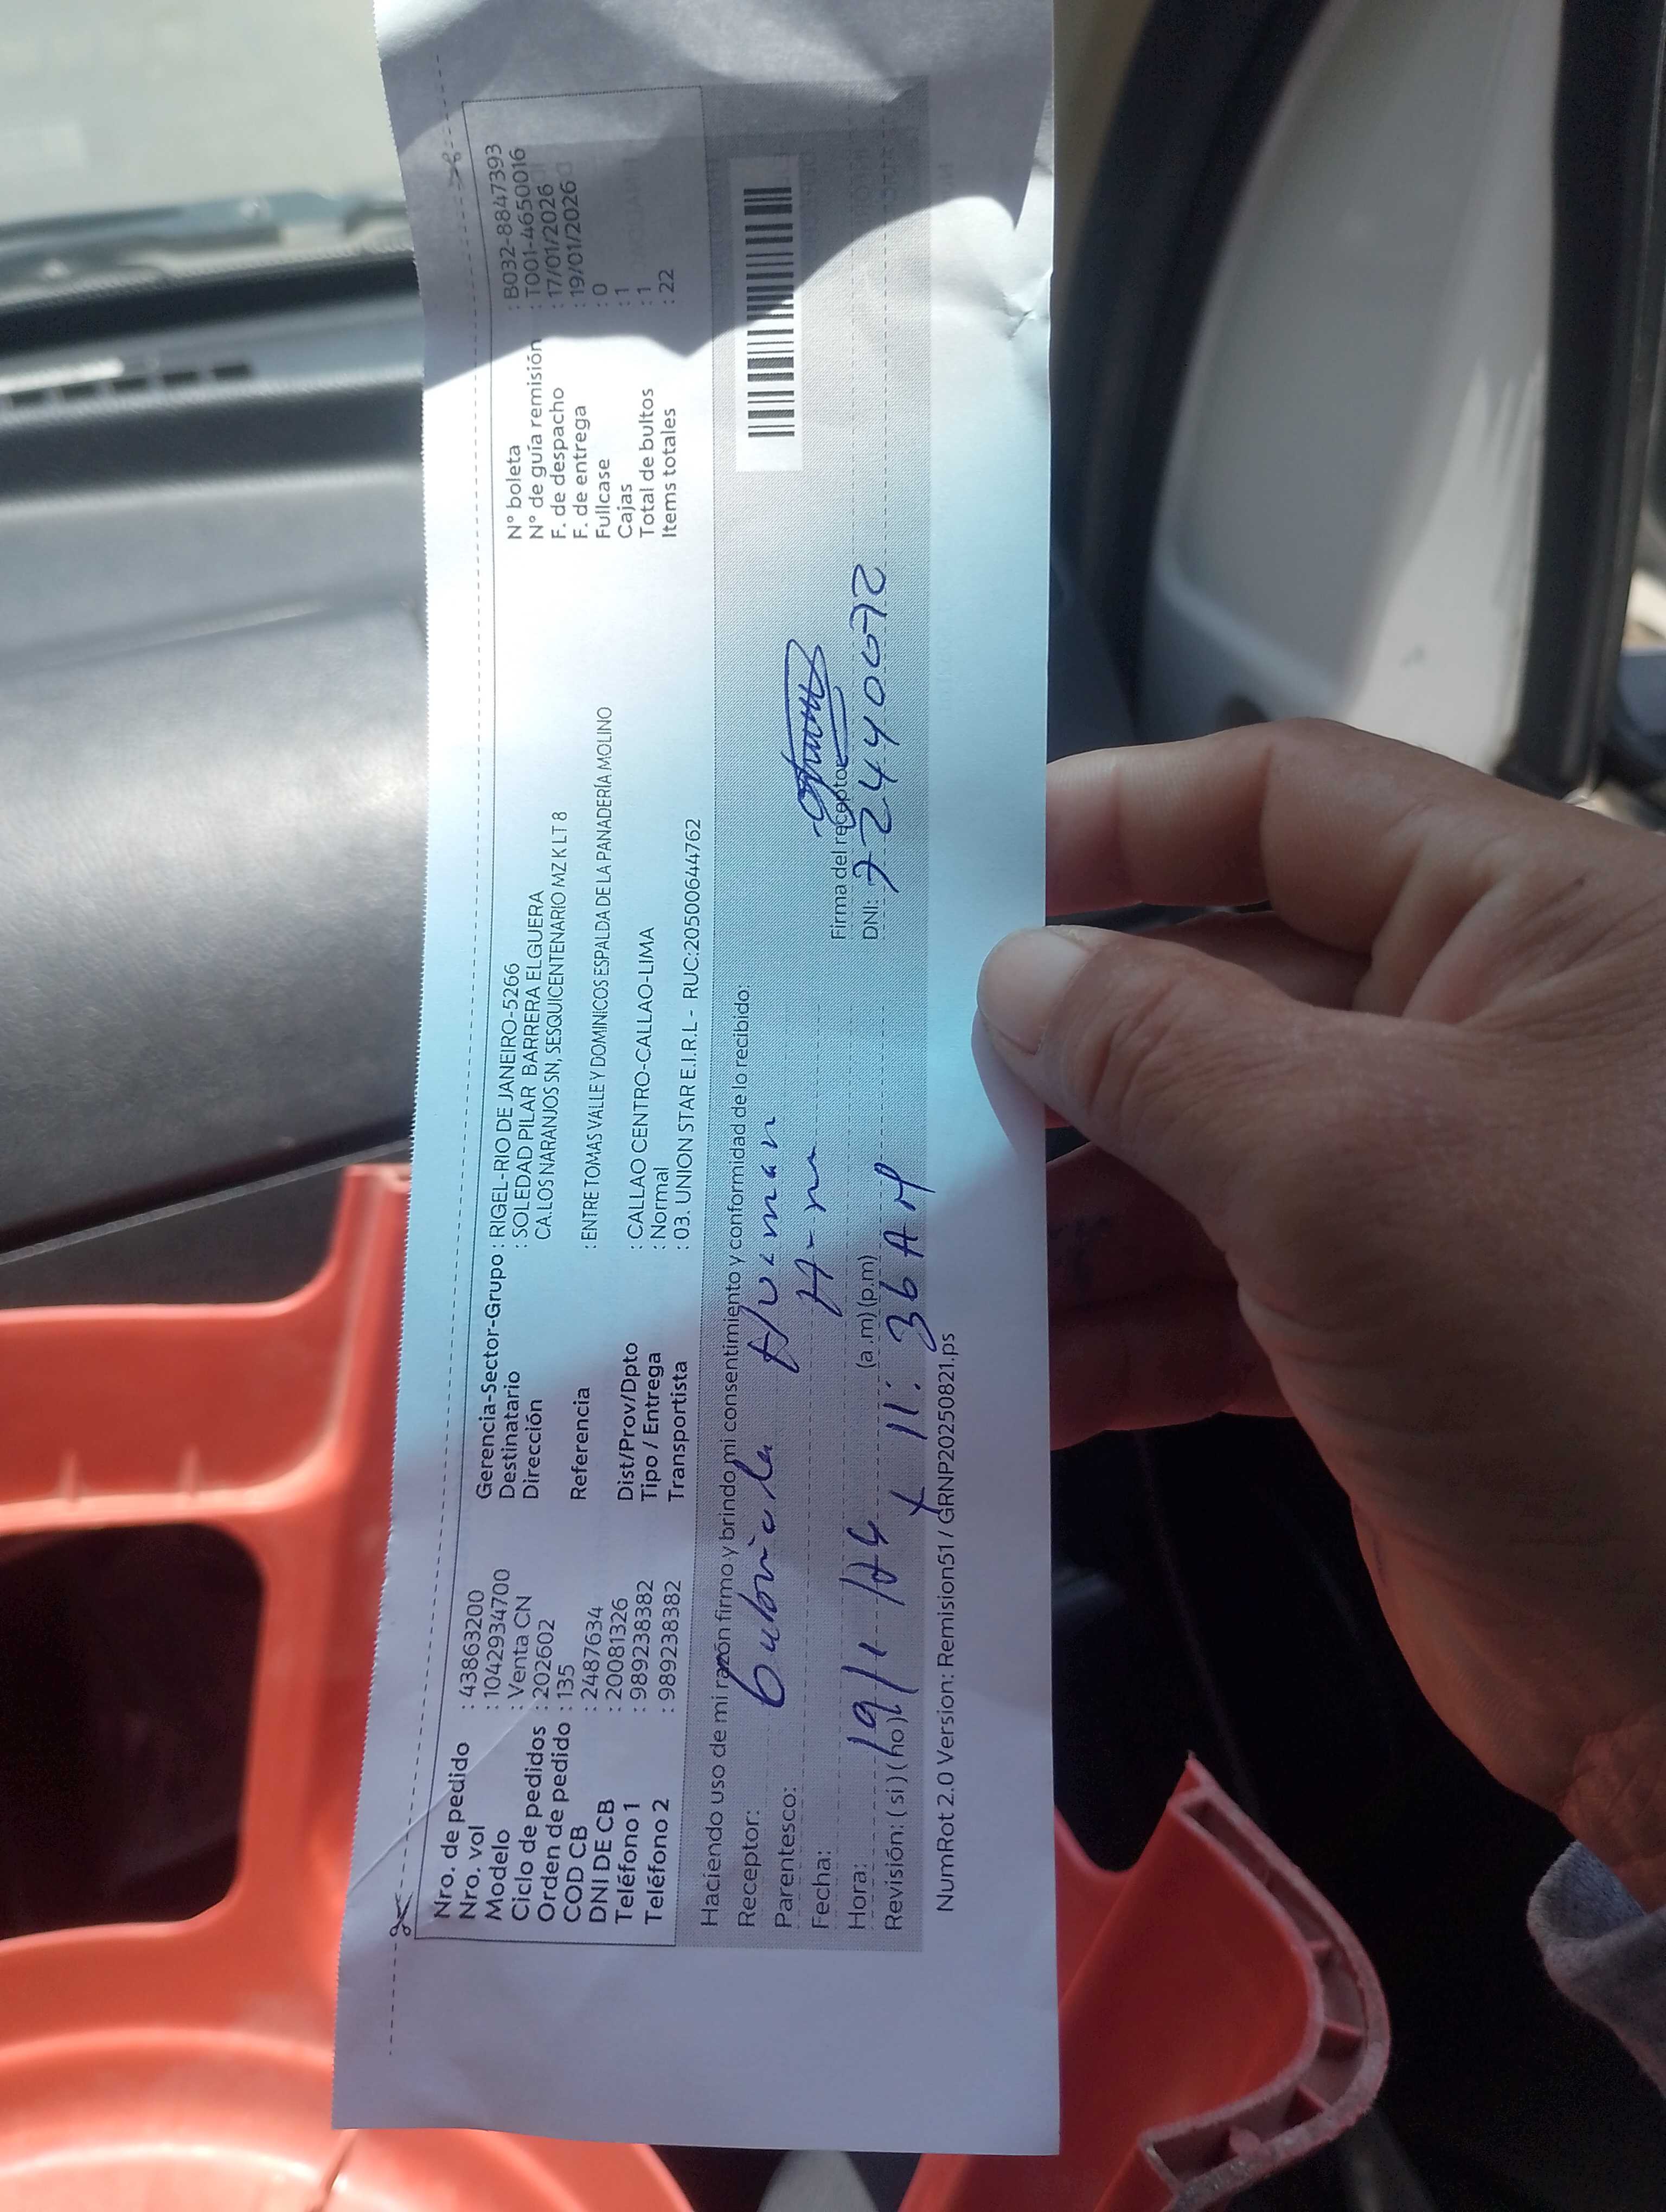 Nro. de pedido : 43863200
Nro. vol : 1042934700
Modelo : Venta CN
Ciclo de pedidos : 202602
Orden de pedido : 135
COD CB : 2487634
DNI DE CB : 20081326
Teléfono 1 : 989238382
Teléfono 2 : 989238382
Gerencia-Sector-Grupo : RIGEL-RIO DE JANEIRO-5266
Destinatario : SOLEDAD PILAR BARRERA ELGUERA
Dirección CA.LOS NARANJOS SN, SESQUICENTENARIO MZ K LT 8
Referencia : ENTRE TOMAS VALLE Y DOMINICOS ESPALDA DE LA PANADERÍA MOLINO
Dist/Prov/Dpto : CALLAO CENTRO-CALLAO-LIMA
Tipo / Entrega : Normal
Transportista : 03. UNION STAR E.I.R.L - RUC:20500644762
N° boleta : B032-8847393
N° de guía remisión : T001-4650016
F. de despacho : 17/01/2026
F. de entrega : 19/01/2026
Fullcase : 0
Cajas : 1
Total de bultos : 1
Items totales : 22
Haciendo uso de mi razón firmo y brindo mi consentimiento y conformidad de lo recibido:
Receptor: Huaman
Parentesco:
Fecha: 19/1
Hora: 11:36 AM (a.m) (p.m)
Revisión: ( si ) ( no )
Firma del receptor
DNI: 72440072
NumRot 2.0 Version: Remision51 / GRNP20250821.ps